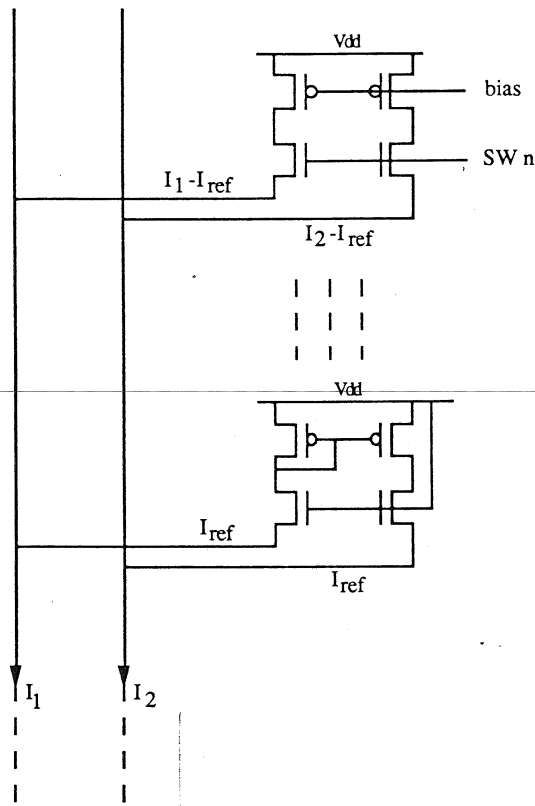 Vdd
bias
SW n
I1-Iref
I2-Iref
Vdd
Iref
Iref
I1
I2